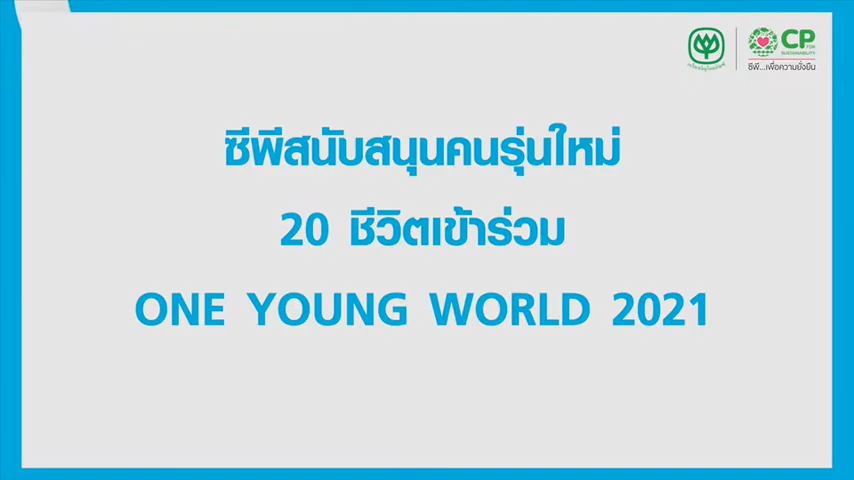 CP
FOR
SUSTAINABILITY
ซีพี...เพื่อความยั่งยืน
ซีพีสนับสนุนคนรุ่นใหม่
20 ชีวิตเข้าร่วม
ONE YOUNG WORLD 2021